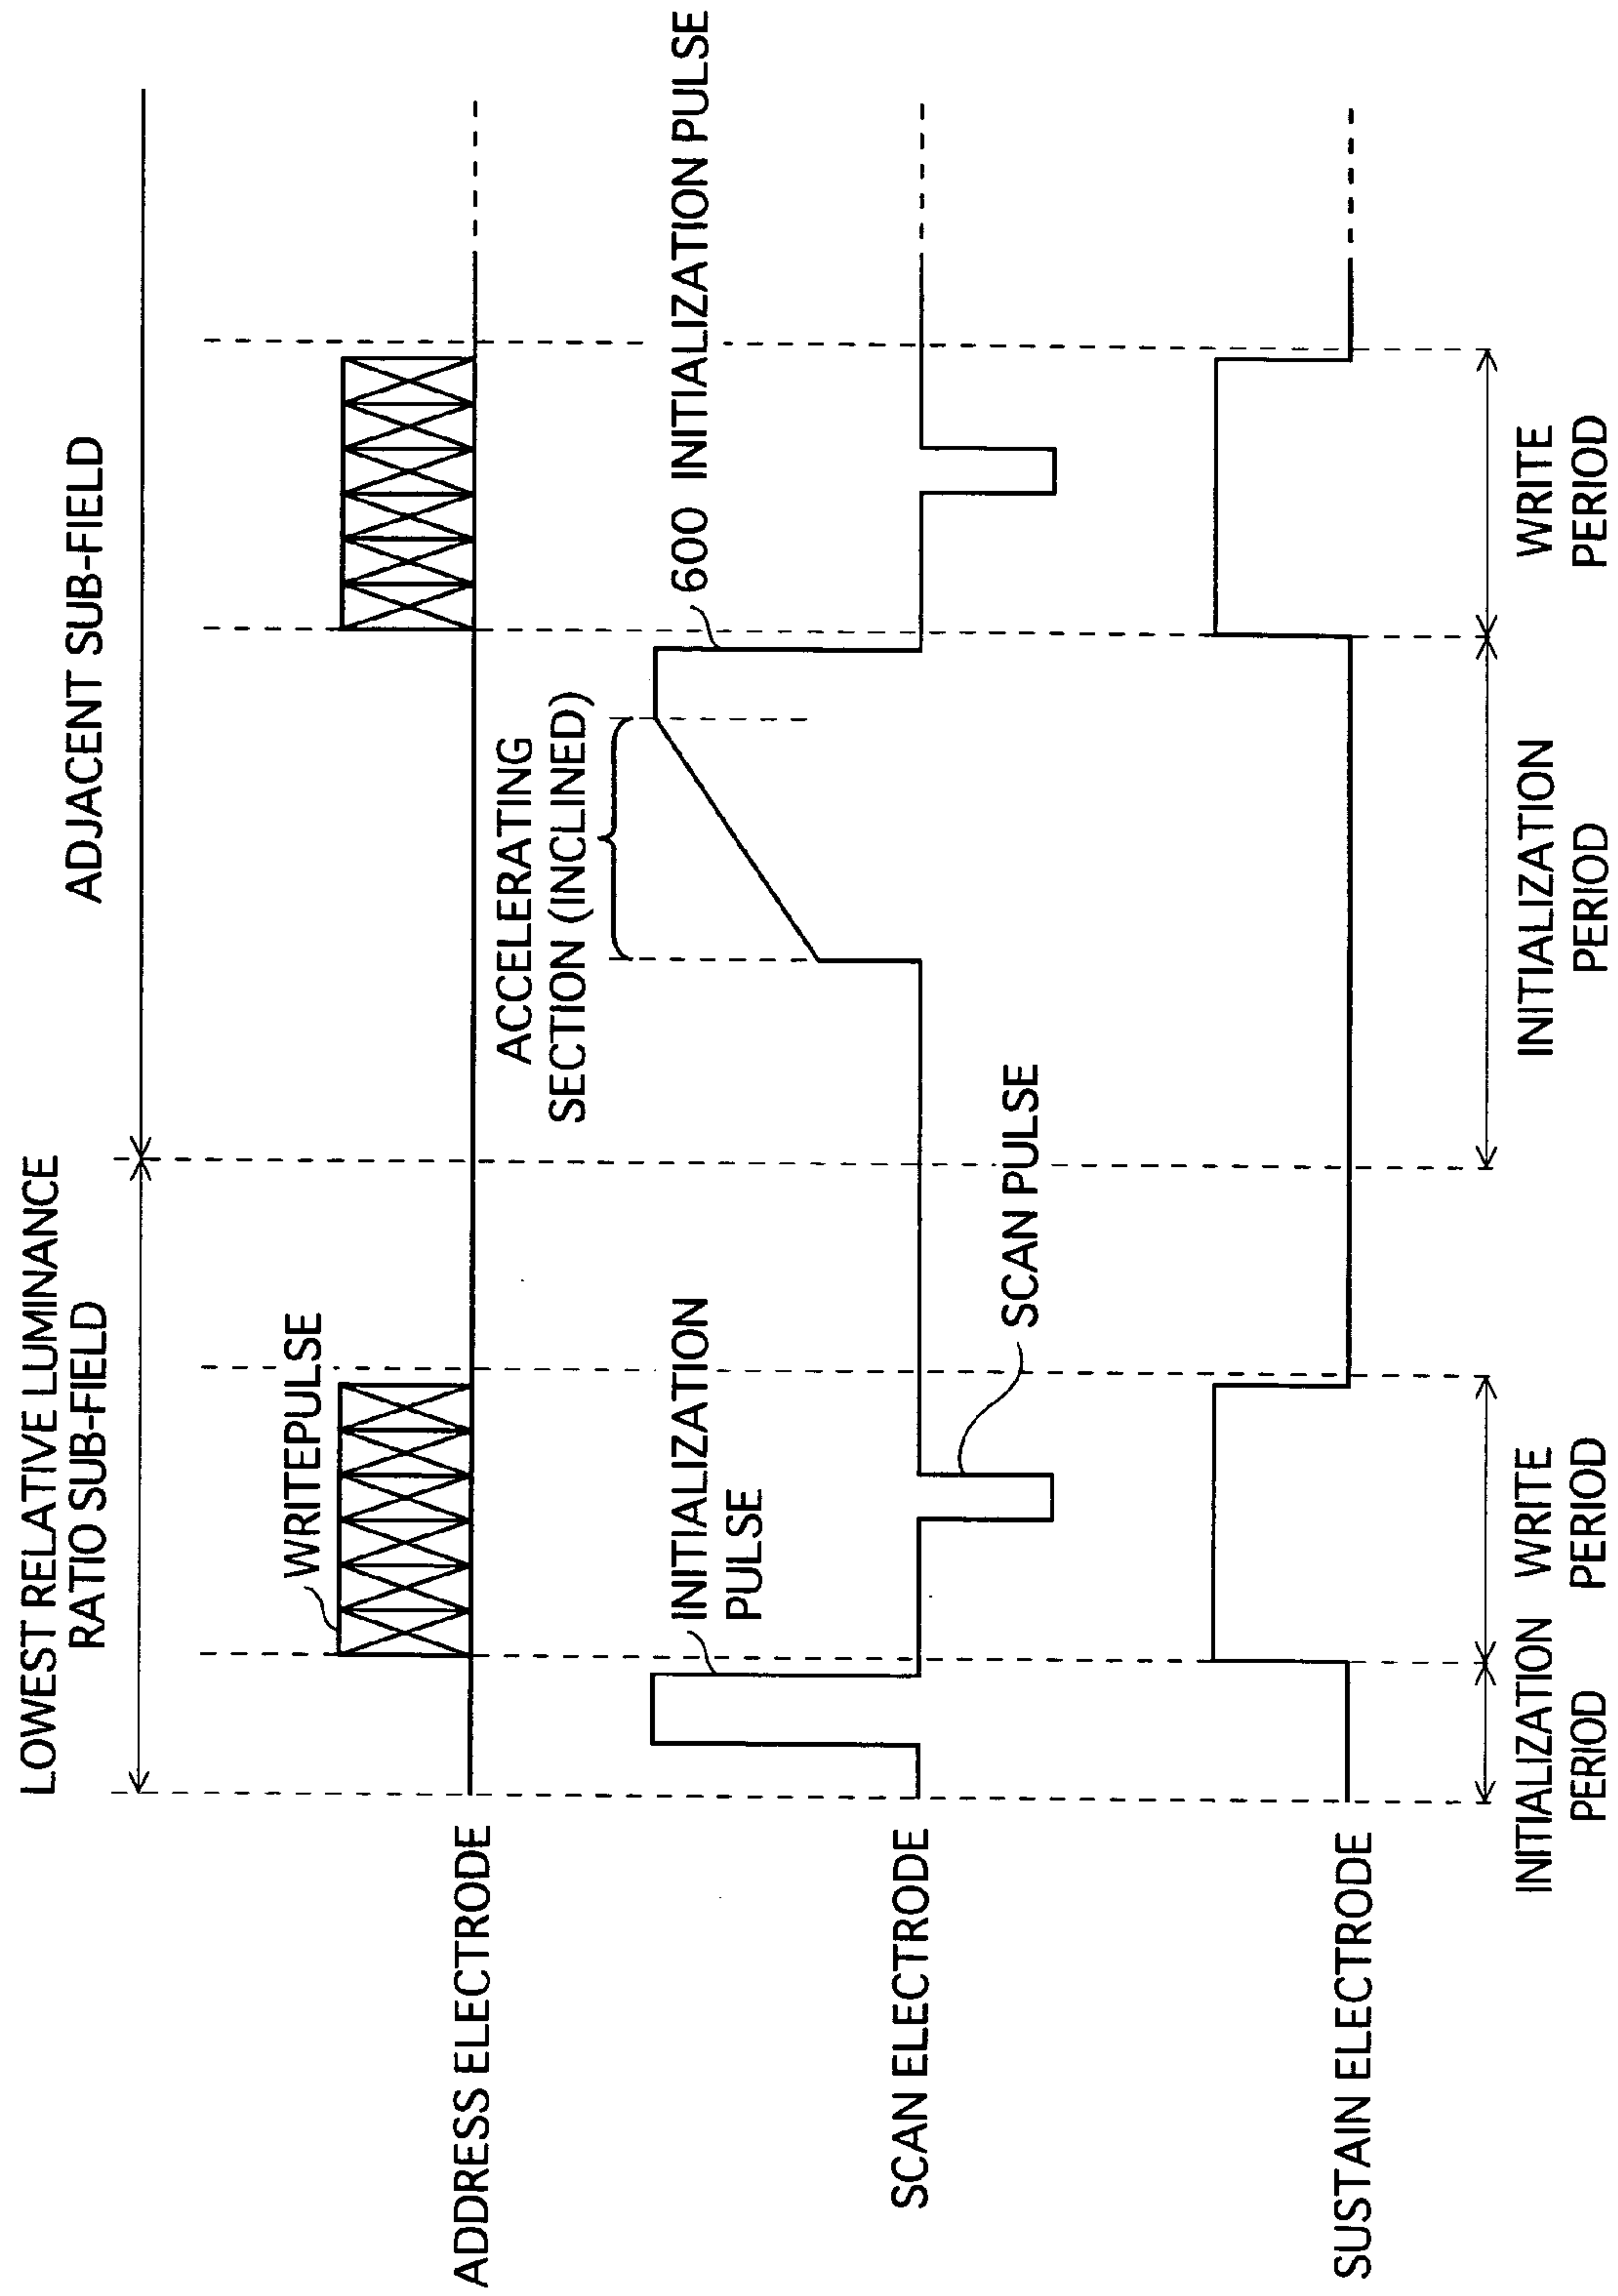 LOWEST RELATIVE LUMINANCE
RATIO SUB-FIELD
ADJACENT SUB-FIELD
WRITEPULSE
ADDRESS ELECTRODE
ACCELERATING
SECTION (INCLINED)
INITIALIZATION
PULSE
600 INITIALIZATION PULSE
SCAN ELECTRODE
SCAN PULSE
SUSTAIN ELECTRODE
INITIALIZATION
PERIOD
WRITE
PERIOD
INITIALIZATION
PERIOD
WRITE
PERIOD